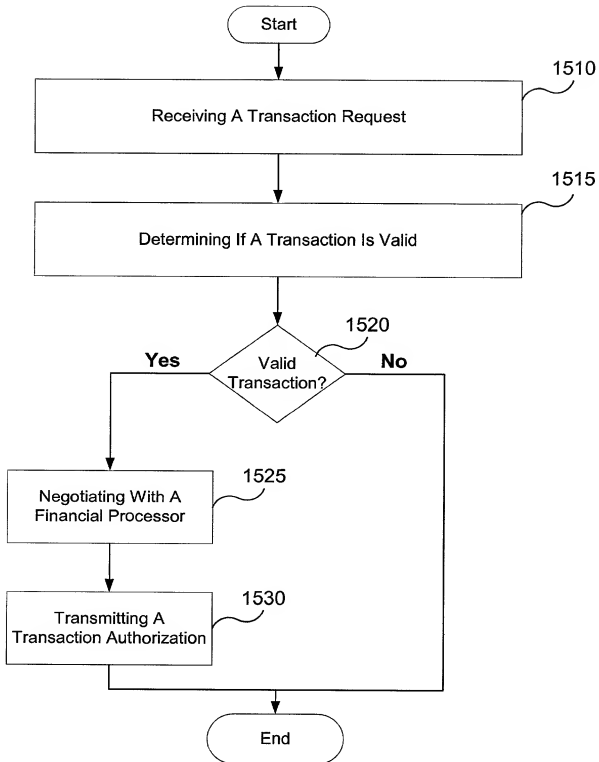 Start
1510
Receiving A Transaction Request
1515
Determining If A Transaction Is Valid
1520
Yes
Valid
No
Transaction?
1525
Negotiating With A
Financial Processor
1530
Transmitting A
Transaction Authorization
End